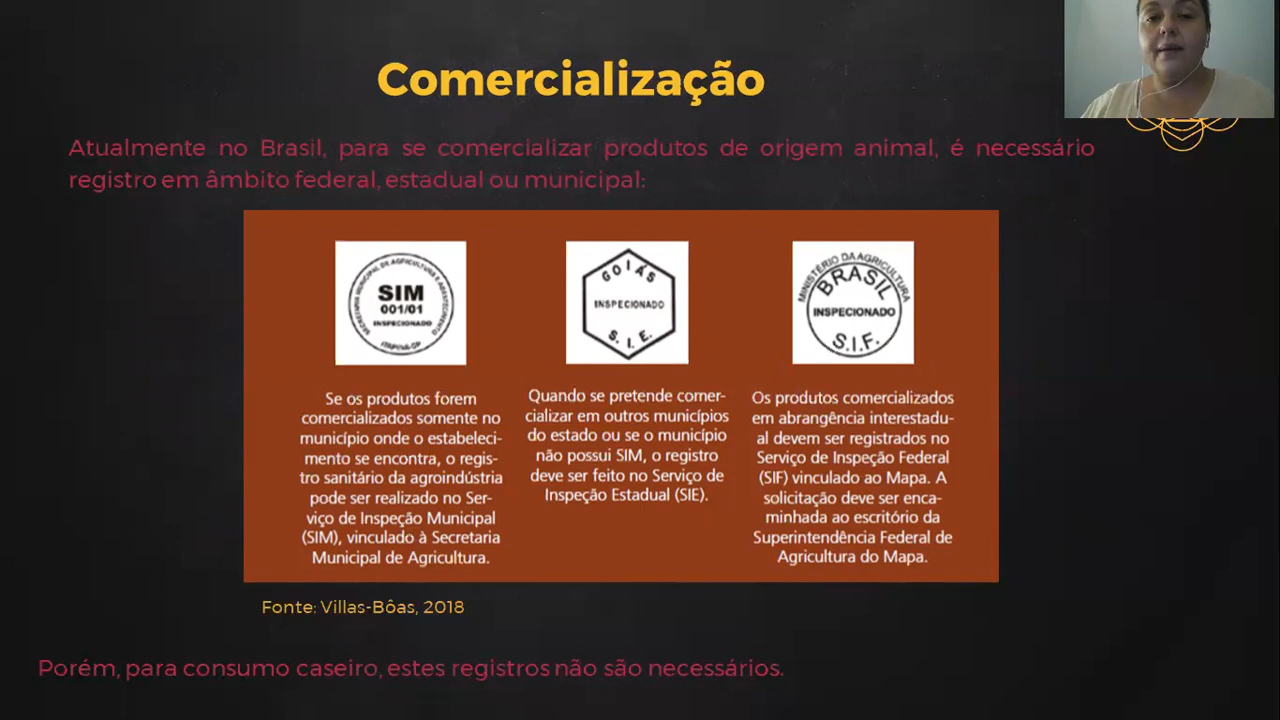 Comercialização
Atualmente no Brasil, para se comercializar produtos de origem animal, é necessário
registro em âmbito federal, estadual ou municipal:
SECRETARIA MUNICIPAL DE AGRICULTURA E ABASTECIMENTO
SIM
001/01
INSPECIONADO
GOIÁS
INSPECIONADO
S.I.E.
MINISTÉRIO DA AGRICULTURA
BRASIL
INSPECIONADO
S.I.F.
Se os produtos forem
comercializados somente no
município onde o estabeleci-
mento se encontra, o regis-
tro sanitário da agroindústria
pode ser realizado no Ser-
viço de Inspeção Municipal
(SIM), vinculado à Secretaria
Municipal de Agricultura.
Quando se pretende comer-
cializar em outros municípios
do estado ou se o município
não possui SIM, o registro
deve ser feito no Serviço de
Inspeção Estadual (SIE).
Os produtos comercializados
em abrangência interestadu-
al devem ser registrados no
Serviço de Inspeção Federal
(SIF) vinculado ao Mapa. A
solicitação deve ser enca-
minhada ao escritório da
Superintendência Federal de
Agricultura do Mapa.
Fonte: Villas-Bôas, 2018
Porém, para consumo caseiro, estes registros não são necessários.